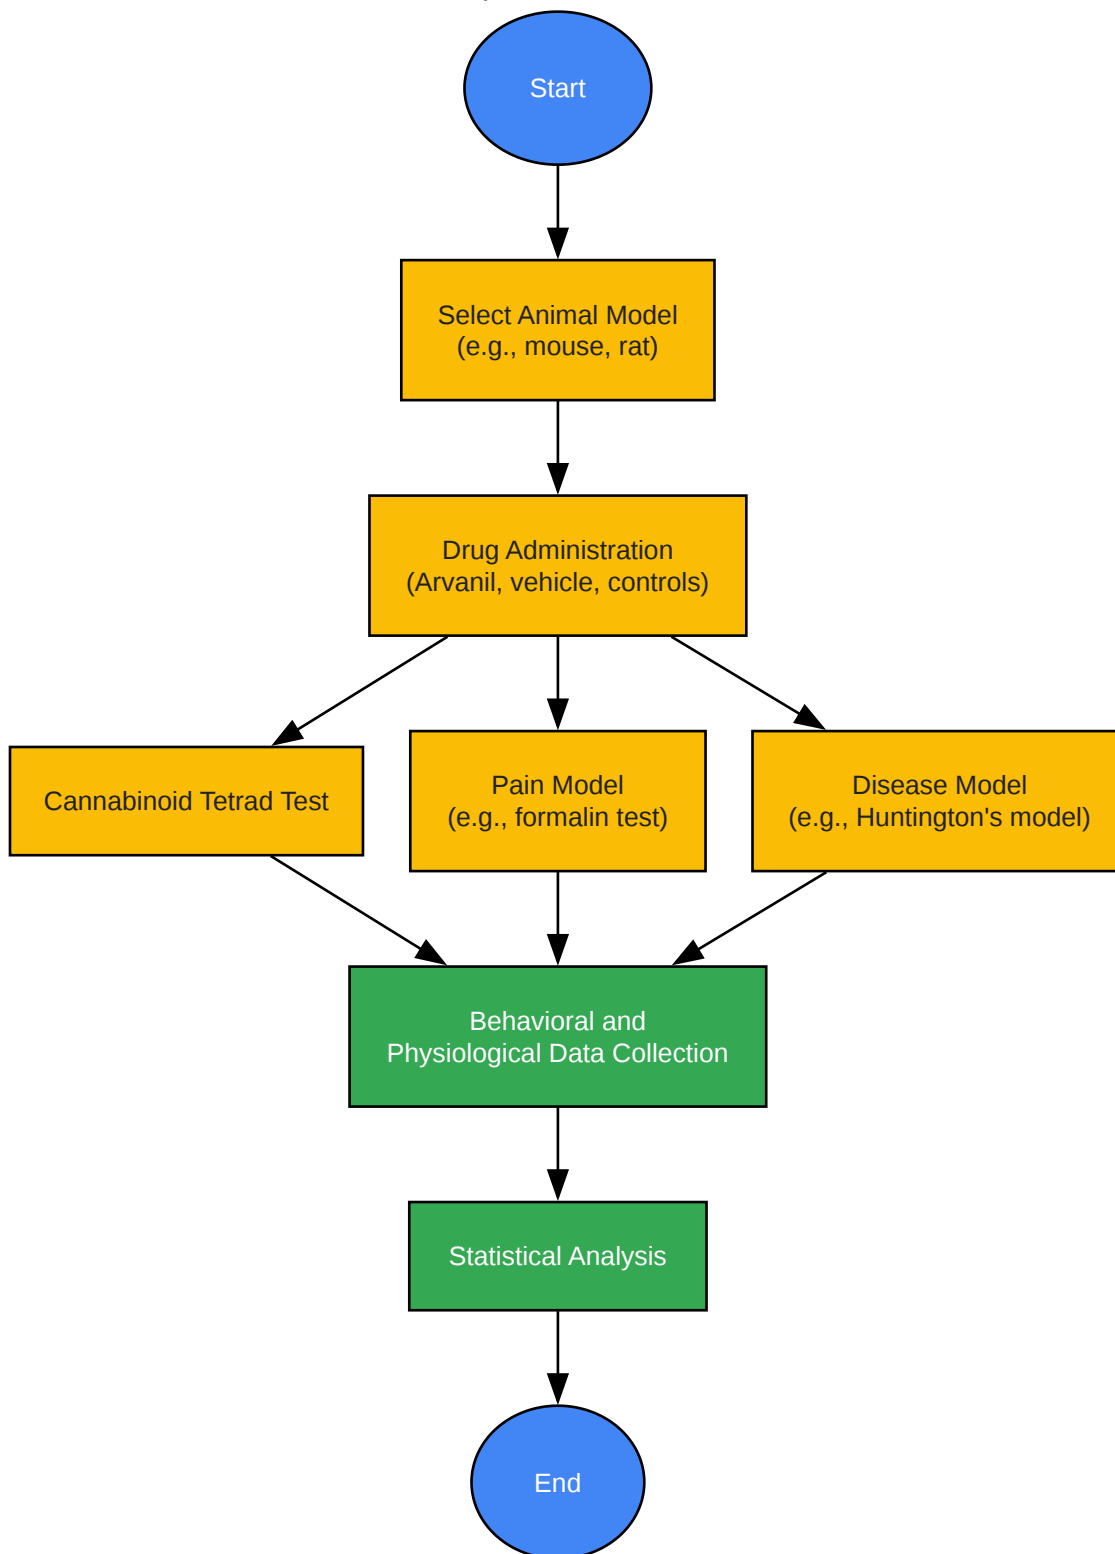 Start
Select Animal Model
(e.g., mouse, rat)
Drug Administration
(Arvanil, vehicle, controls)
Cannabinoid Tetrad Test
Pain Model
(e.g., formalin test)
Disease Model
(e.g., Huntington's model)
Behavioral and
Physiological Data Collection
Statistical Analysis
End